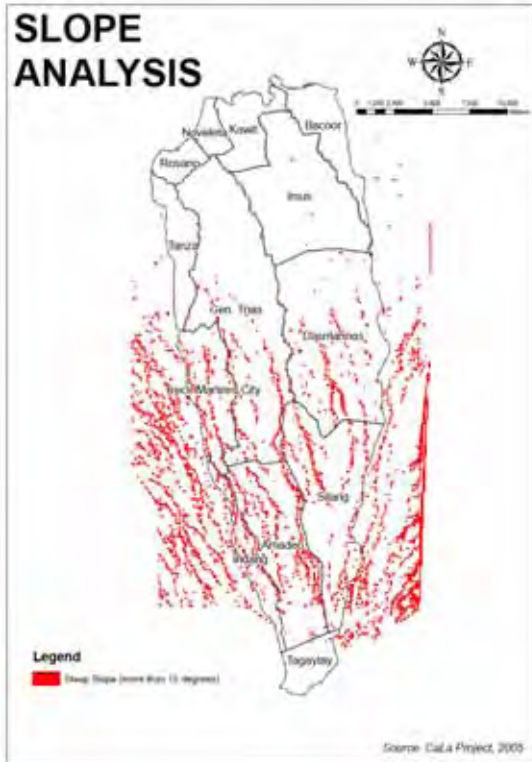 SLOPE
ANALYSIS
N
W E
S
Bacoor
Kawit
Noveleta
Rosario
Imus
Tanza
Gen. Trias
Dasmarinas
Trece Martires City
Silang
Amadeo
Indang
Tagaytay
Legend
Steep Slope (more than 15 degrees)
Source: CaLa Project, 2005